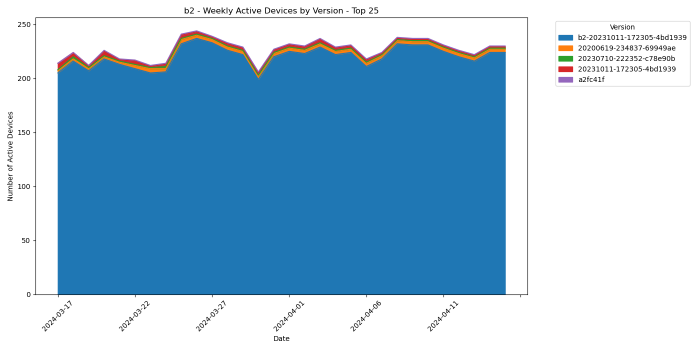 b2 - Weekly Active Devices by Version - Top 25
Number of Active Devices
250
200
150
100
50
0
2024-03-17
2024-03-22
2024-03-27
2024-04-01
2024-04-06
2024-04-11
Date
Version
b2-20231011-172305-4bd1939
20200619-234837-69949ae
20230710-222352-c78e90b
20231011-172305-4bd1939
a2fc41f